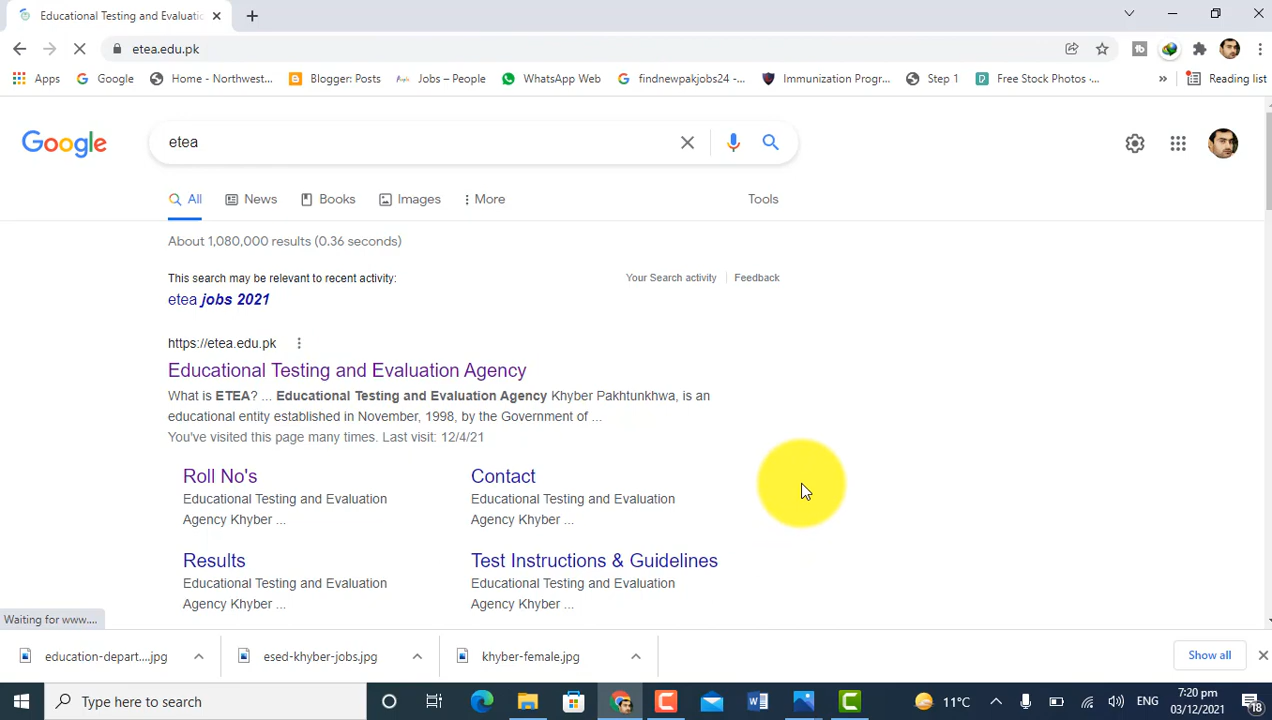 Educational Testing and Evaluatio
etea.edu.pk
Apps
Google
Home - Northwest...
Blogger: Posts
Jobs – People
WhatsApp Web
findnewpakjobs24 -...
Immunization Progr...
Step 1
Free Stock Photos -...
»
Reading list
Google
etea
All
News
Books
Images
More
Tools
About 1,080,000 results (0.36 seconds)
This search may be relevant to recent activity:
Your Search activity
Feedback
etea jobs 2021
https://etea.edu.pk
Educational Testing and Evaluation Agency
What is ETEA? ... Educational Testing and Evaluation Agency Khyber Pakhtunkhwa, is an
educational entity established in November, 1998, by the Government of ...
You've visited this page many times. Last visit: 12/4/21
Roll No's
Educational Testing and Evaluation
Agency Khyber ...
Contact
Educational Testing and Evaluation
Agency Khyber ...
Results
Educational Testing and Evaluation
Agency Khyber ...
Test Instructions & Guidelines
Educational Testing and Evaluation
Agency Khyber ...
Waiting for www....
education-depart....jpg
esed-khyber-jobs.jpg
khyber-female.jpg
Show all
Type here to search
11°C
ENG
7:20 pm
03/12/2021
18